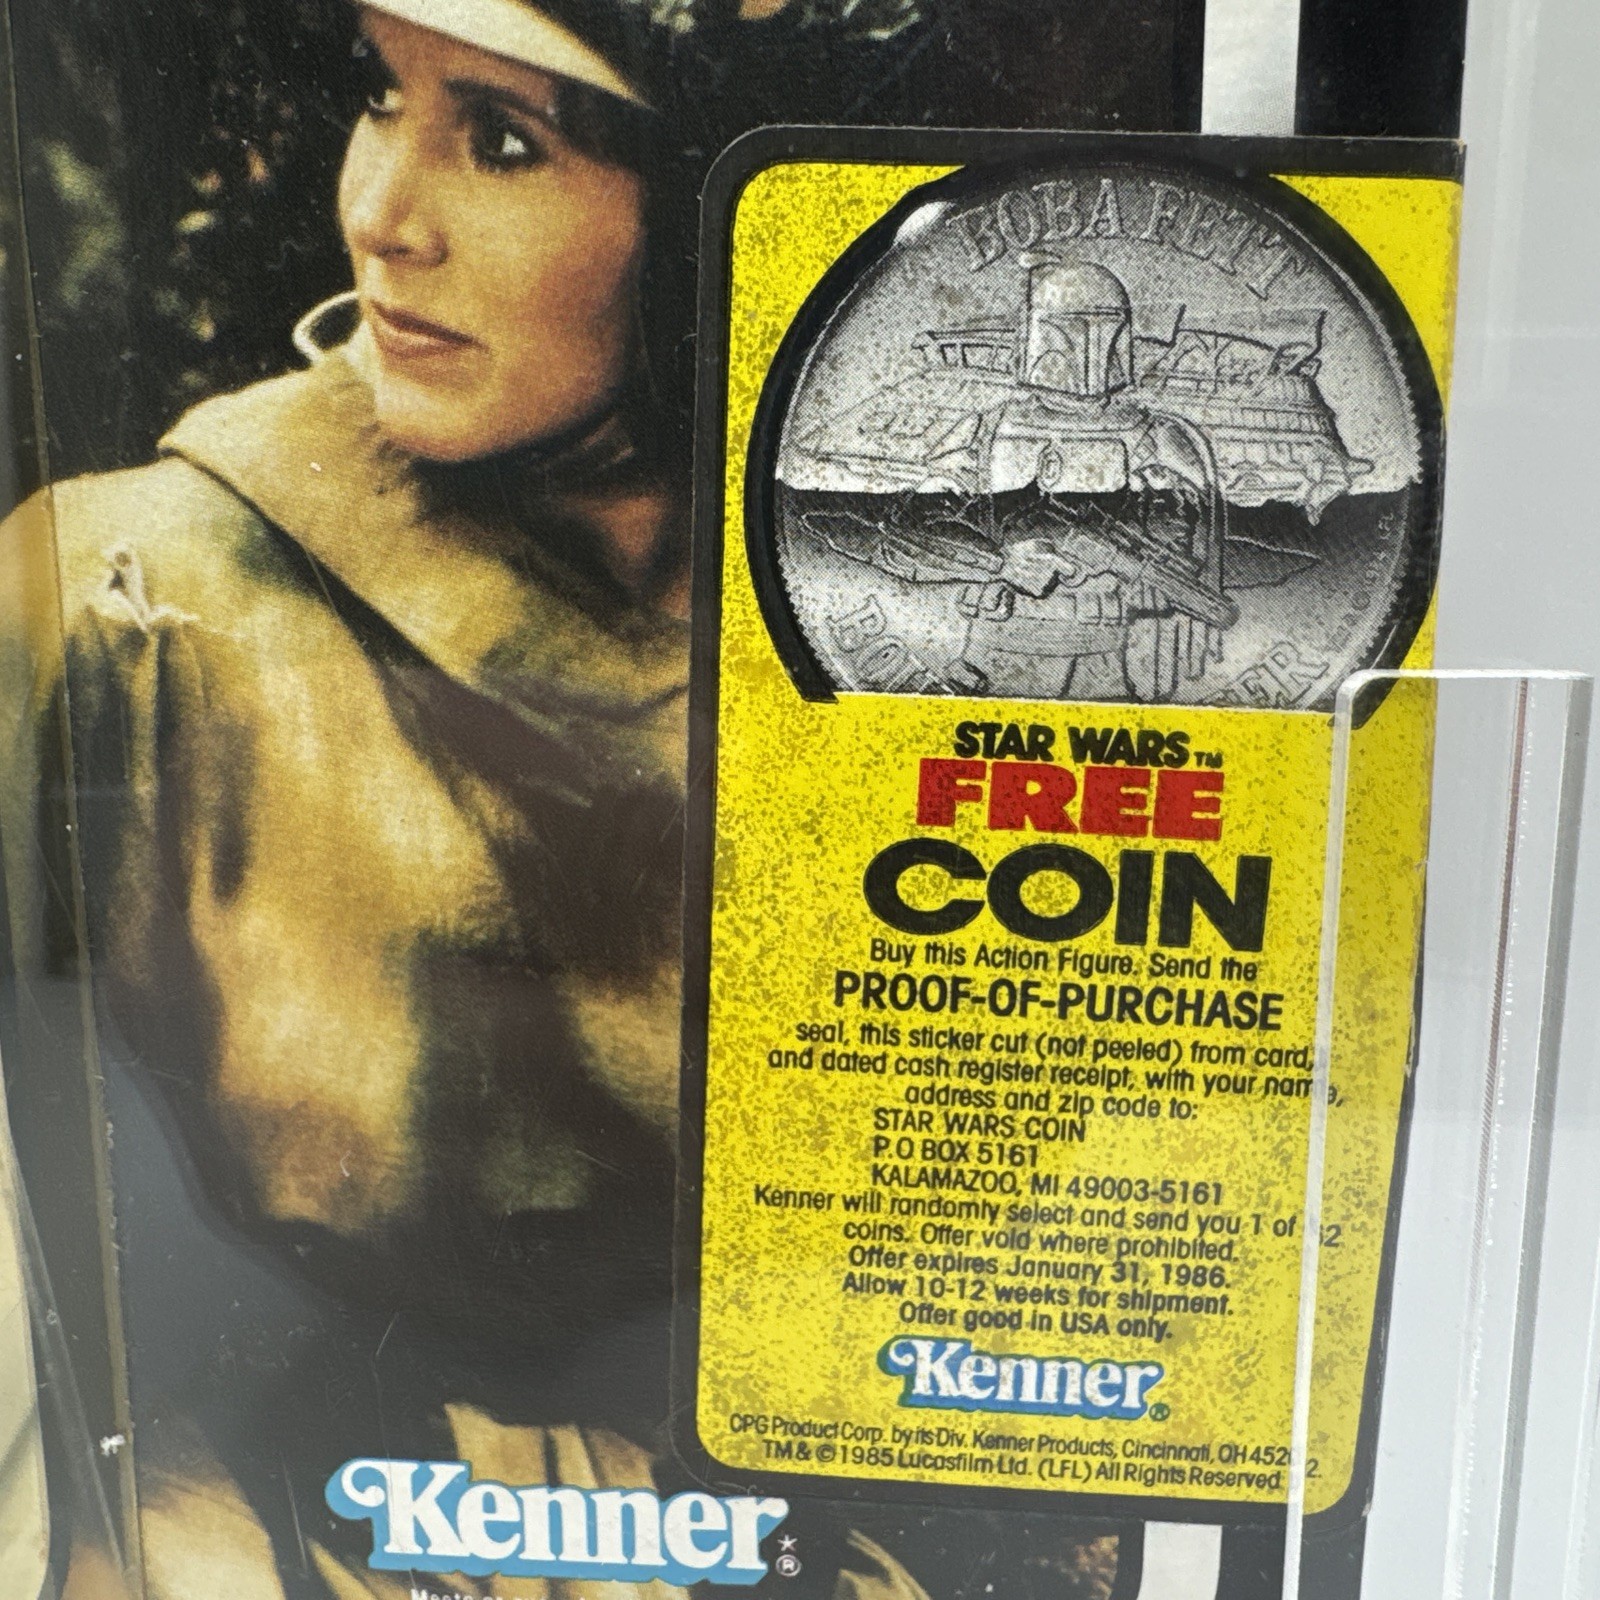 BOBA FETT
STAR WARS TM
FREE
COIN
Buy this Action Figure. Send the
PROOF-OF-PURCHASE
seal, this sticker cut (not peeled) from card,
and dated cash register receipt, with your name,
address and zip code to:
STAR WARS COIN
P.O BOX 5161
KALAMAZOO, MI 49003-5161
Kenner will randomly select and send you 1 of 62
coins. Offer void where prohibited.
Offer expires January 31, 1986.
Allow 10-12 weeks for shipment.
Offer good in USA only.
Kenner®
CPG Product Corp. by its Div. Kenner Products, Cincinnati, OH 45202.
TM & © 1985 Lucasfilm Ltd. (LFL) All Rights Reserved
Kenner*®